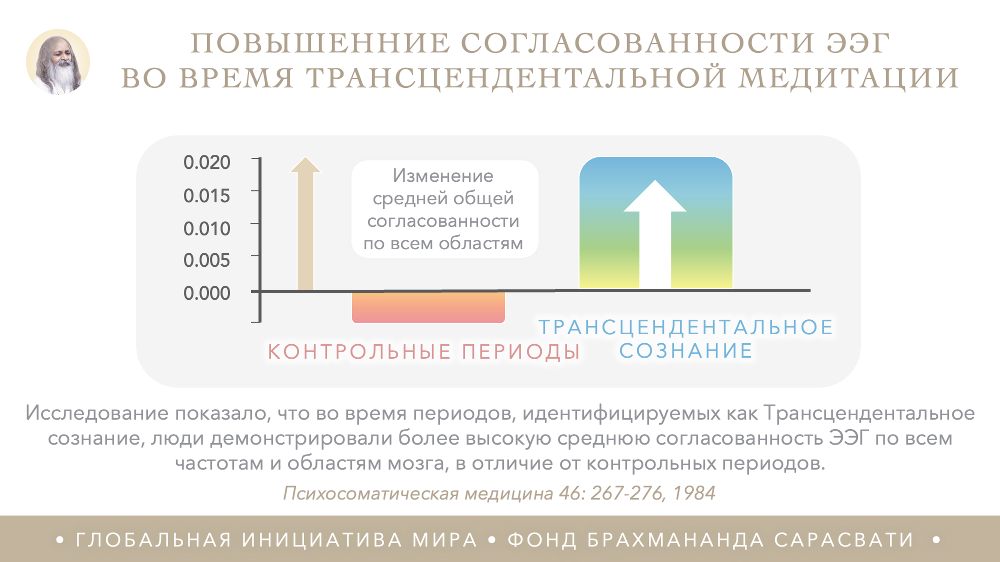 ПОВЫШЕННИЕ СОГЛАСОВАННОСТИ ЭЭГ
ВО ВРЕМЯ ТРАНСЦЕНДЕНТАЛЬНОЙ МЕДИТАЦИИ
0.020
0.015
0.010
0.005
0.000
Изменение
средней общей
согласованности
по всем областям
КОНТРОЛЬНЫЕ ПЕРИОДЫ
ТРАНСЦЕНДЕНТАЛЬНОЕ
СОЗНАНИЕ
Исследование показало, что во время периодов, идентифицируемых как Трансцендентальное
сознание, люди демонстрировали более высокую среднюю согласованность ЭЭГ по всем
частотам и областям мозга, в отличие от контрольных периодов.
Психосоматическая медицина 46: 267-276, 1984
• ГЛОБАЛЬНАЯ ИНИЦИАТИВА МИРА • ФОНД БРАХМАНАНДА САРАСВАТИ •